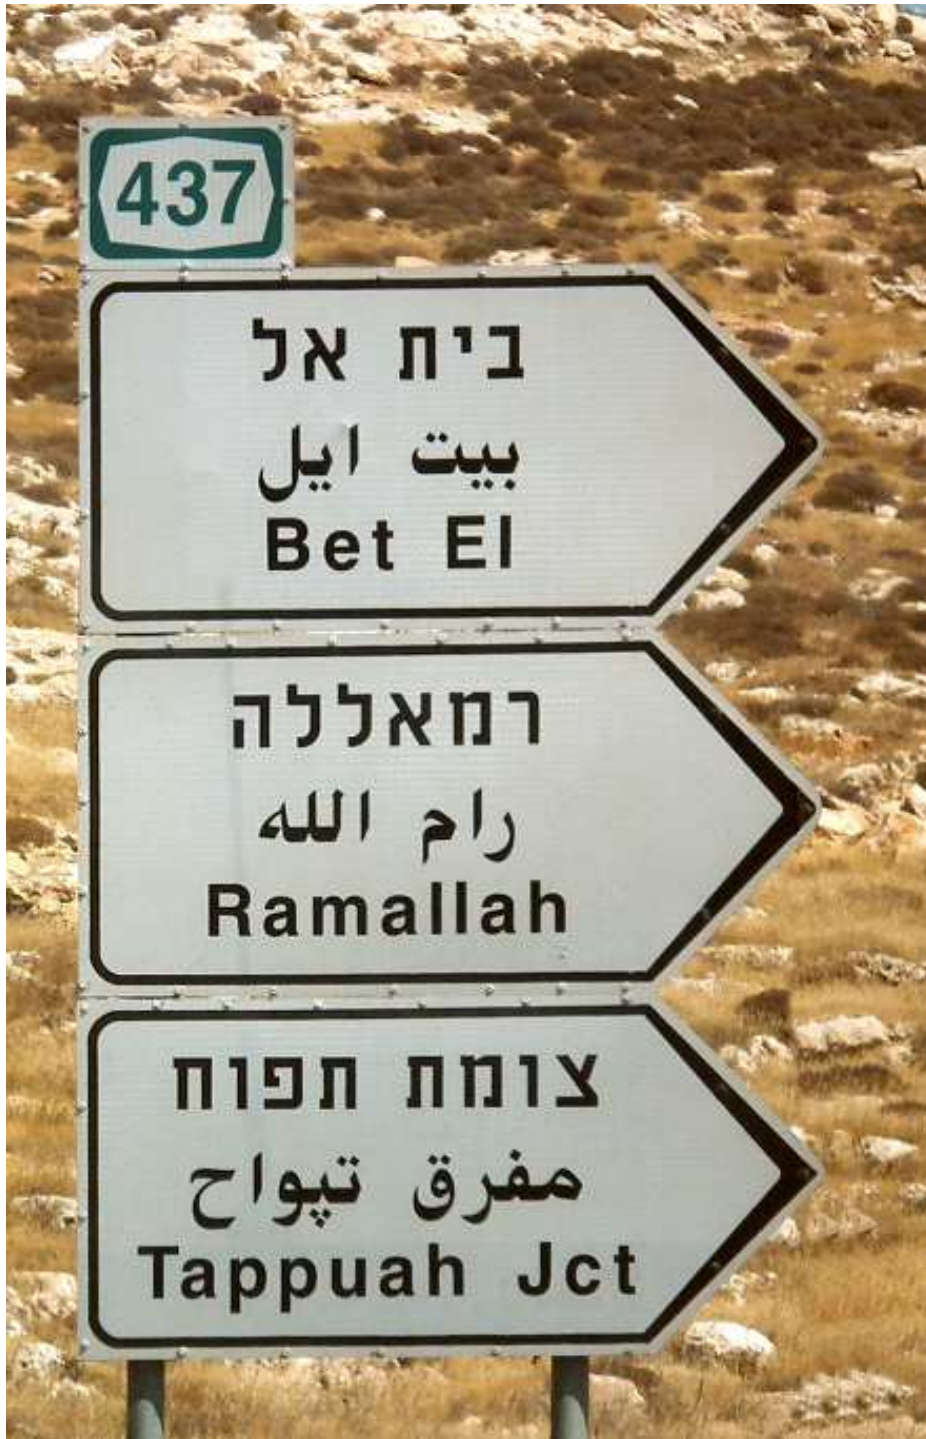 437
בית אל
بيت ايل
Bet El
רמאללה
رام الله
Ramallah
צומת תפוח
مفرق تپواح
Tappuah Jct